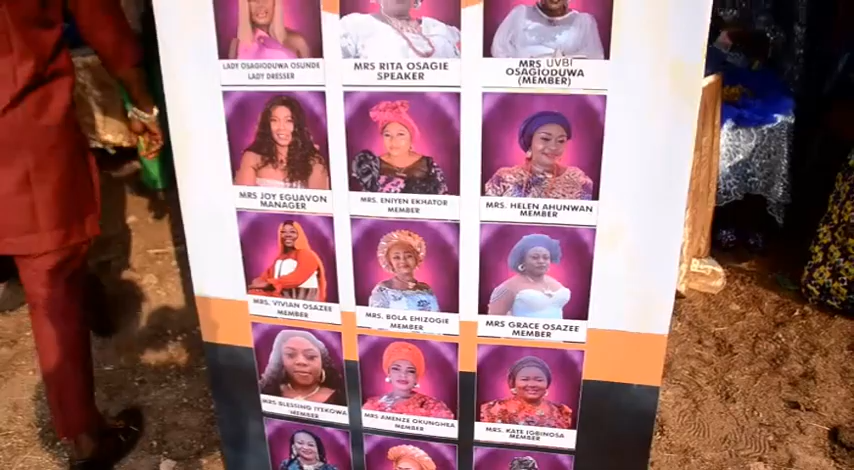 LADY OSARETIN OSUNDE
LADY DRESSER
MRS RITA OSAGIE
SPEAKER
MRS UVBI
OSAGIODUWA
(MEMBER)
MRS JOY EGUAVON
MANAGER
MRS. ENIYEN EKHATOR
MEMBER
MRS. HELEN AHUNWAN
MEMBER
MRS. VIVIAN OSAZEE
MEMBER
MRS. BOLA EHIZOGIE
MEMBER
MRS GRACE OSAZEE
MEMBER
MRS BLESSING IYEKOWA
MEMBER
MRS. AMENZE OKUNGHEA
MEMBER
MRS. KATE IGBINOSA
MEMBER